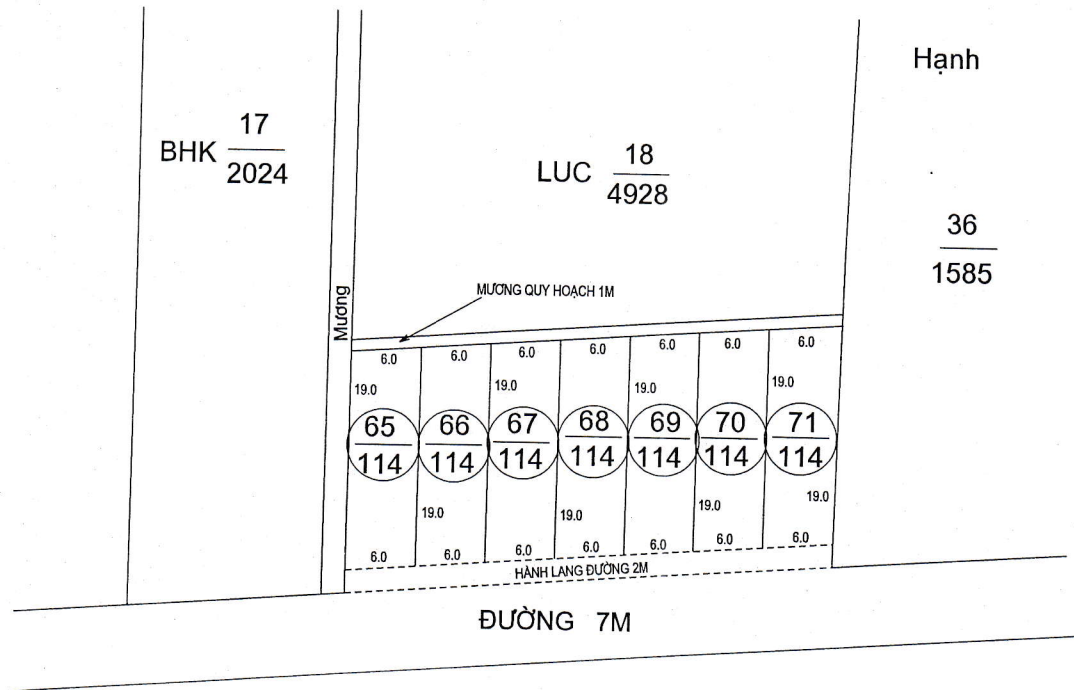 Hạnh
BHK 17
2024
LUC 18
4928
36
1585
Mương
MƯƠNG QUY HOẠCH 1M
6.0 6.0 6.0 6.0 6.0 6.0 6.0
19.0 19.0 19.0 19.0
65 66 67 68 69 70 71
114 114 114 114 114 114 114
19.0 19.0 19.0 19.0
6.0 6.0 6.0 6.0 6.0 6.0 6.0
HÀNH LANG ĐƯỜNG 2M
ĐƯỜNG 7M